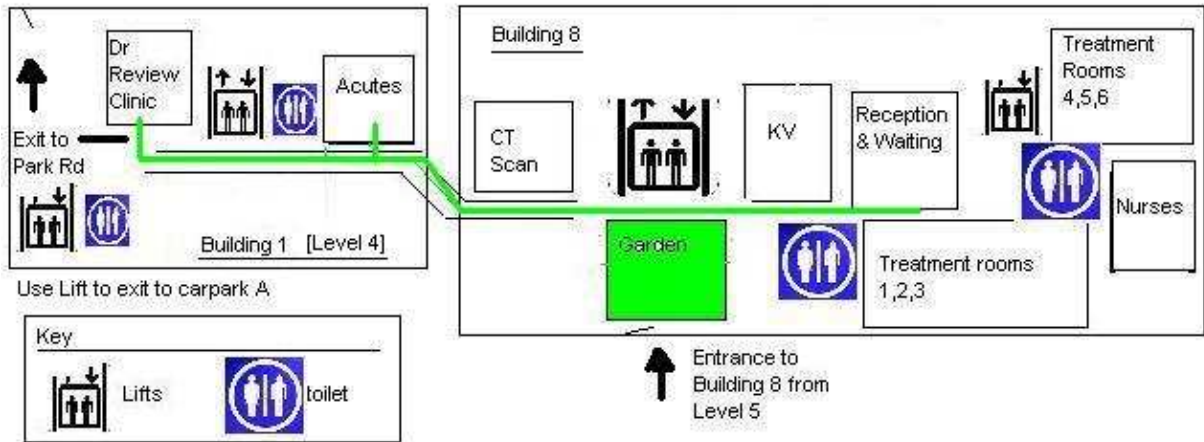 Dr
Review
Clinic
Acutes
Exit to
Park Rd
Building 1 [Level 4]
Use Lift to exit to carpark A
Key
Lifts
toilet
Building 8
CT
Scan
KV
Reception
& Waiting
Treatment
Rooms
4,5,6
Nurses
Garden
Treatment rooms
1,2,3
Entrance to
Building 8 from
Level 5